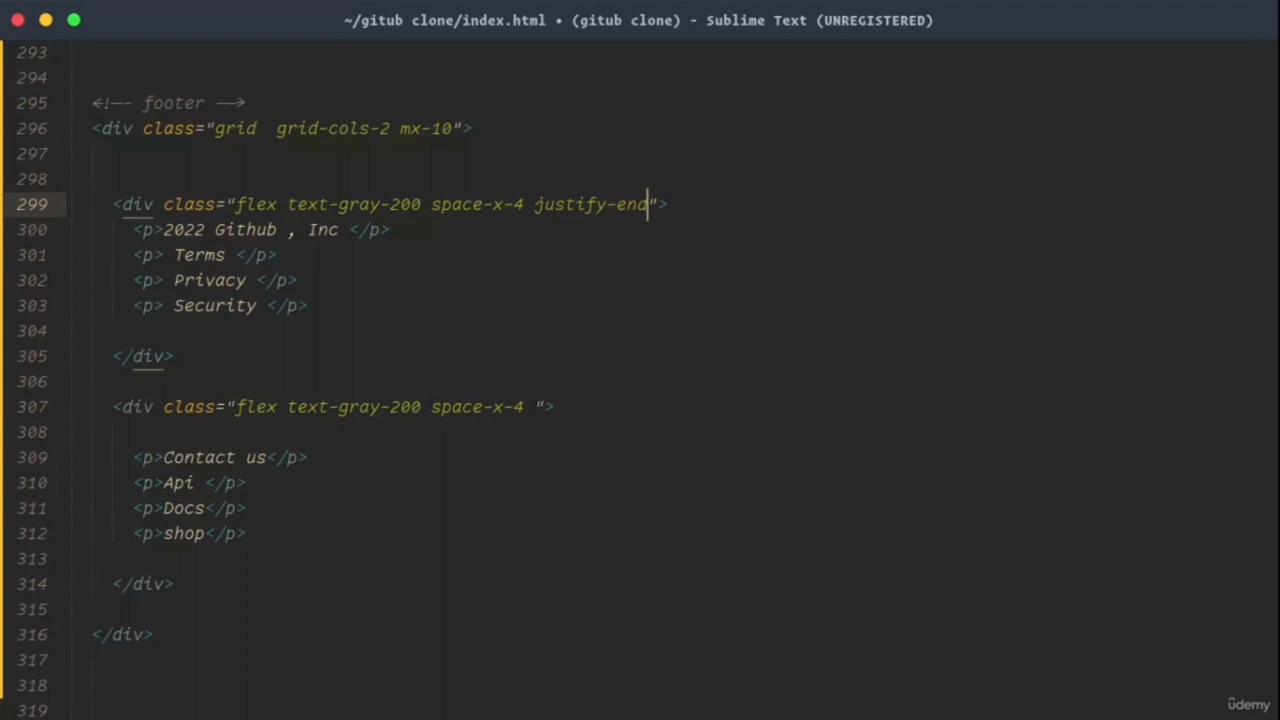 ~/gitub clone/index.html • (gitub clone) - Sublime Text (UNREGISTERED)
293
294
295 <!-- footer -->
296 <div class="grid  grid-cols-2 mx-10">
297
298
299 <div class="flex text-gray-200 space-x-4 justify-end">
300 <p>2022 Github , Inc </p>
301 <p> Terms </p>
302 <p> Privacy </p>
303 <p> Security </p>
304
305 </div>
306
307 <div class="flex text-gray-200 space-x-4 ">
308
309 <p>Contact us</p>
310 <p>Api </p>
311 <p>Docs</p>
312 <p>shop</p>
313
314 </div>
315
316 </div>
317
318
319
udemy